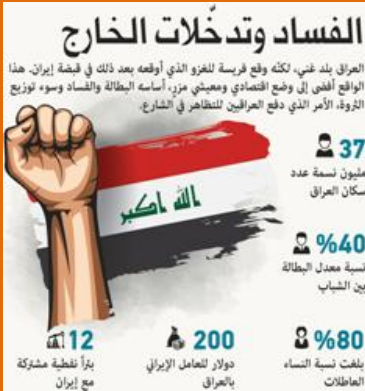 الفساد وتدخّلات الخارج
العراق بلد غني، لكنّه وقع فريسة للغزو الذي أوقعه بعد ذلك في قبضة إيران. هذا
الواقع أفضى إلى وضع اقتصادي ومعيشي مزرٍ، أساسه البطالة والفساد وسوء توزيع
الثروة، الأمر الذي دفع العراقيين للتظاهر في الشارع.
37
مليون نسمة عدد
سكان العراق
الله اكبر
%40
نسبة معدل البطالة
بين الشباب
%80
بلغت نسبة النساء
العاطلات
200
دولار للعامل الإيراني
بالعراق
12
بئراً نفطية مشتركة
مع إيران